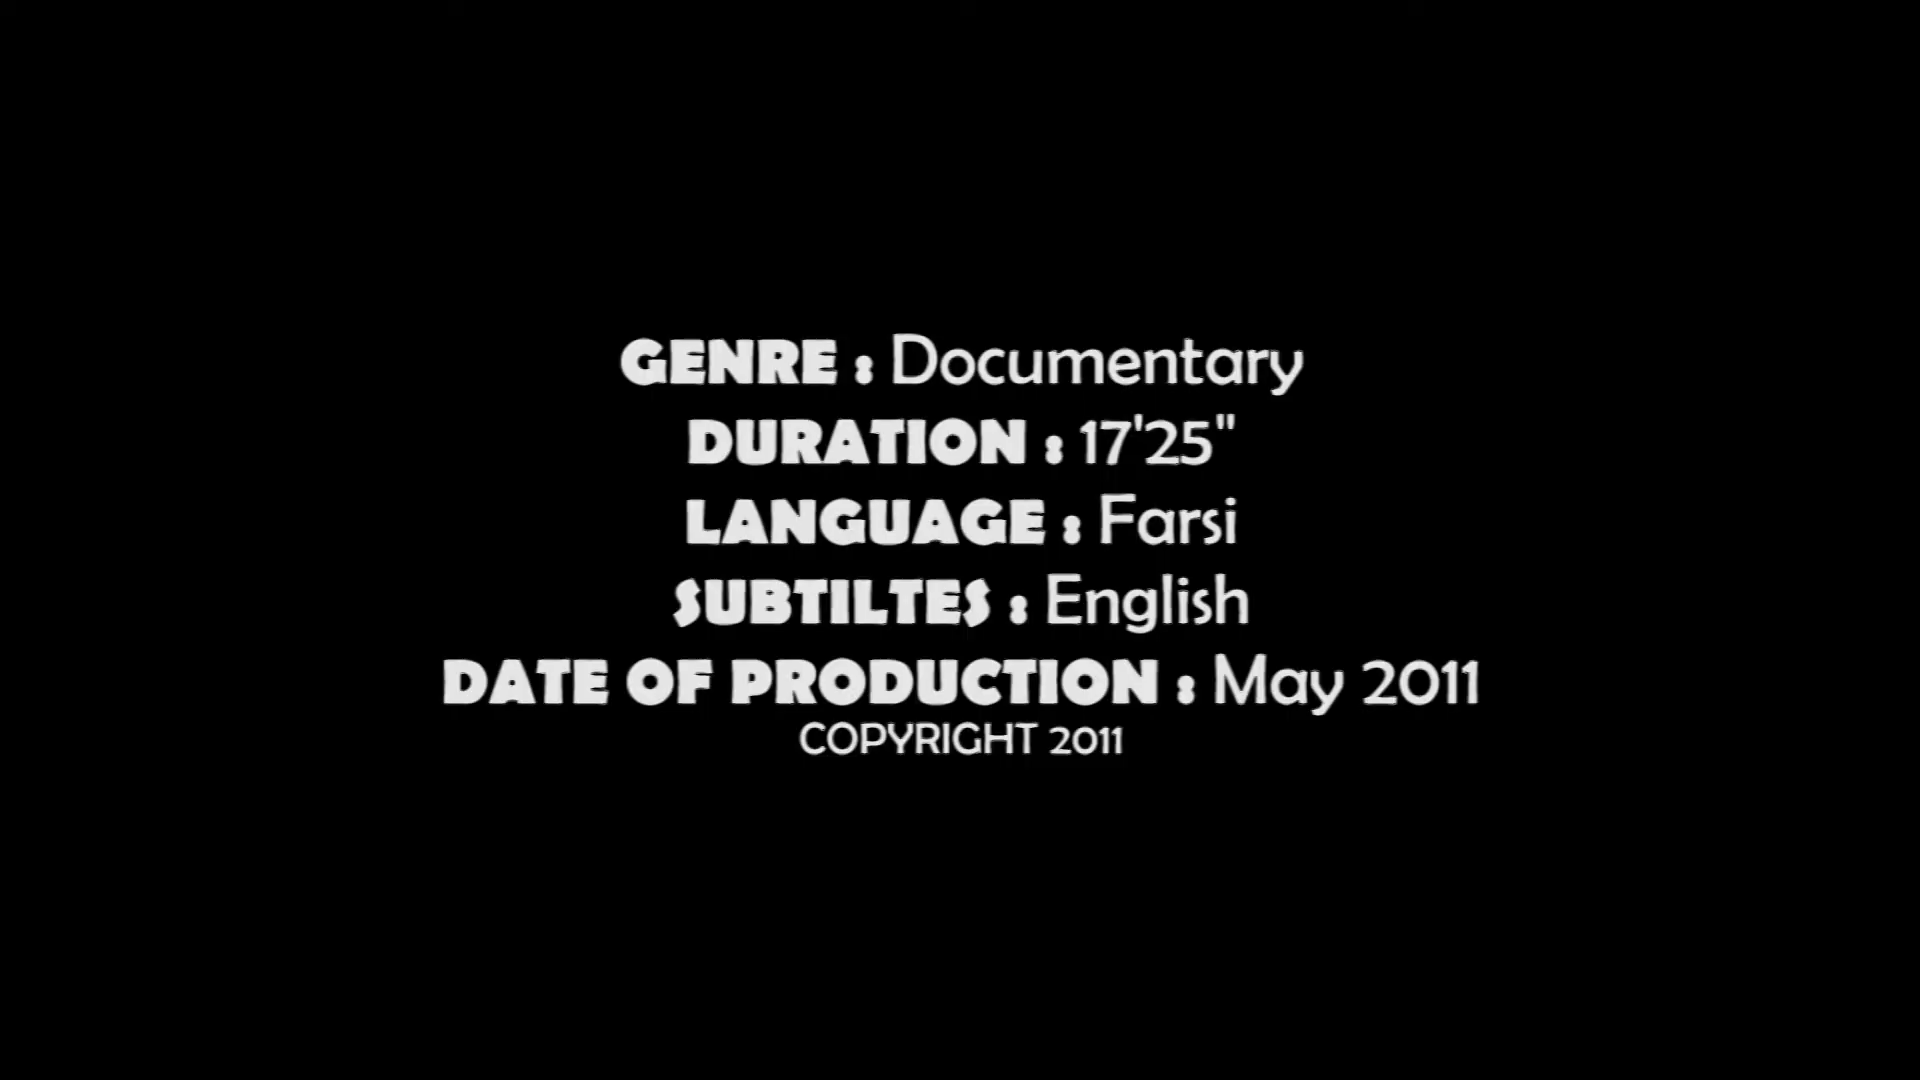 GENRE : Documentary
DURATION : 17'25"
LANGUAGE : Farsi
SUBTILTES : English
DATE OF PRODUCTION : May 2011
COPYRIGHT 2011